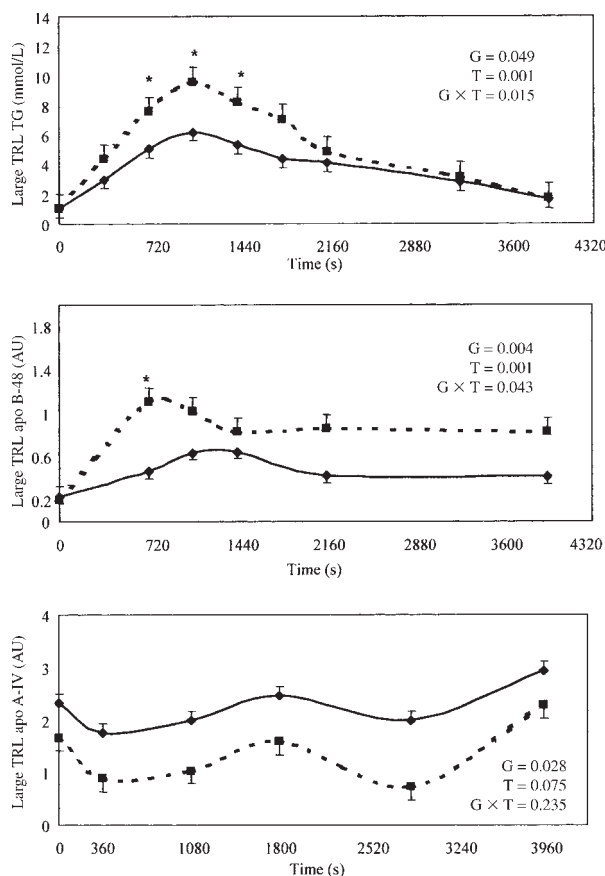 14
12
10
8
6
4
2
0
Large TRL TG (mmol/L)
* * *
G = 0.049
T = 0.001
G × T = 0.015
0 720 1440 2160 2880 3600 4320
Time (s)
1.8
1.4
1
0.6
0.2
0
Large TRL apo B-48 (AU)
*
G = 0.004
T = 0.001
G × T = 0.043
0 720 1440 2160 2880 3600 4320
Time (s)
4
3
2
1
0
Large TRL apo A-IV (AU)
G = 0.028
T = 0.075
G × T = 0.235
0 360 1080 1800 2520 3240 3960
Time (s)